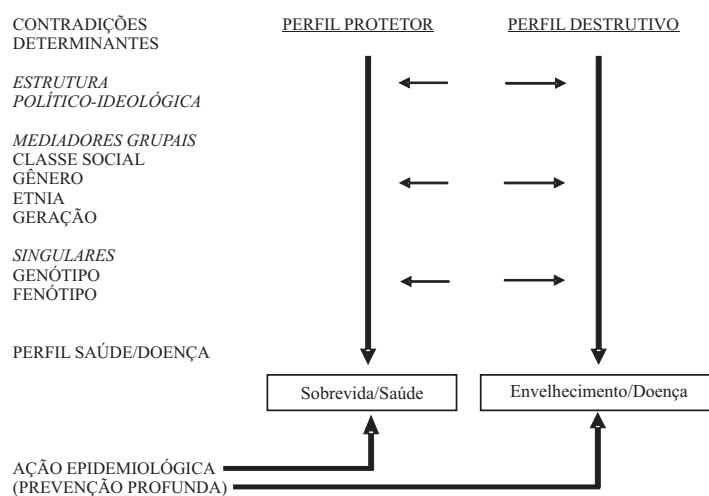 CONTRADIÇÕES
DETERMINANTES
PERFIL PROTETOR
PERFIL DESTRUTIVO
ESTRUTURA
POLÍTICO-IDEOLÓGICA
MEDIADORES GRUPAIS
CLASSE SOCIAL
GÊNERO
ETNIA
GERAÇÃO
SINGULARES
GENÓTIPO
FENÓTIPO
PERFIL SAÚDE/DOENÇA
Sobrevida/Saúde
Envelhecimento/Doença
AÇÃO EPIDEMIOLÓGICA
(PREVENÇÃO PROFUNDA)